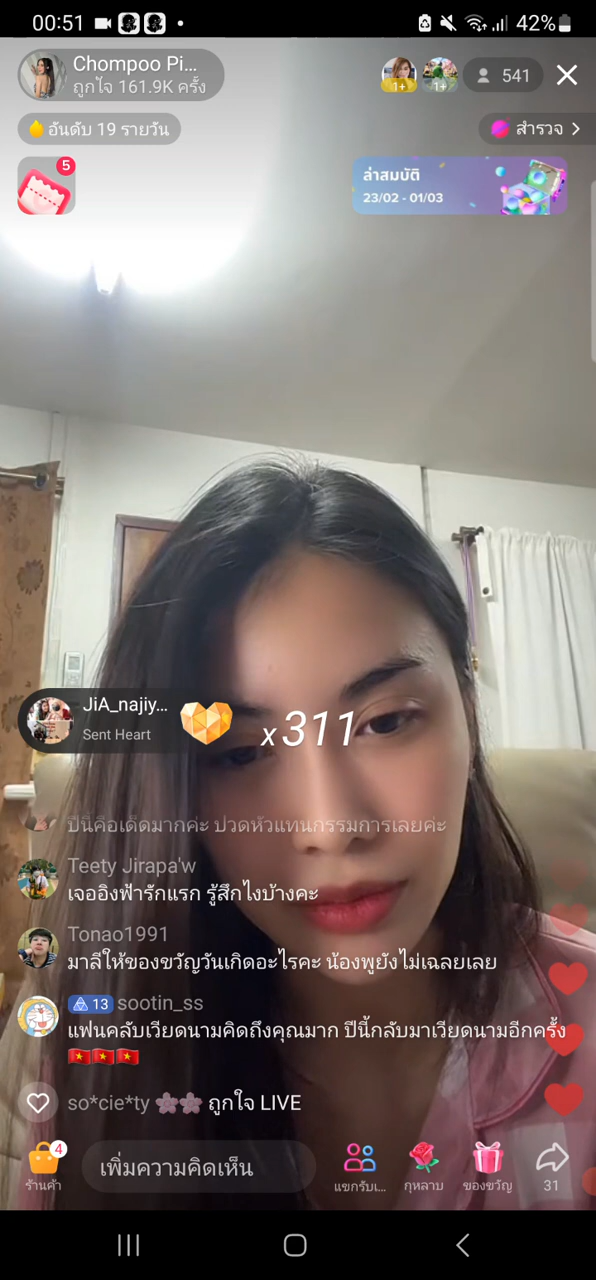 00:51
42%
Chompoo Pi...
ถูกใจ 161.9K ครั้ง
1+
1+
541
อันดับ 19 รายวัน
สำรวจ
5
ล่าสมบัติ
23/02 - 01/03
JiA_najiy...
Sent Heart
x311
ปีนี้คือเด็ดมากค่ะ ปวดหัวแทนกรรมการเลยค่ะ
Teety Jirapa'w
เจออิงฟ้ารักแรก รู้สึกไงบ้างคะ
Tonao1991
มาลีให้ของขวัญวันเกิดอะไรคะ น้องพูยังไม่เฉลยเลย
13 sootin_ss
แฟนคลับเวียดนามคิดถึงคุณมาก ปีนี้กลับมาเวียดนามอีกครั้ง
🇻🇳🇻🇳🇻🇳
so*cie*ty 🌸🌸 ถูกใจ LIVE
4
เพิ่มความคิดเห็น
ร้านค้า
แขกรับเ...
กุหลาบ
ของขวัญ
31